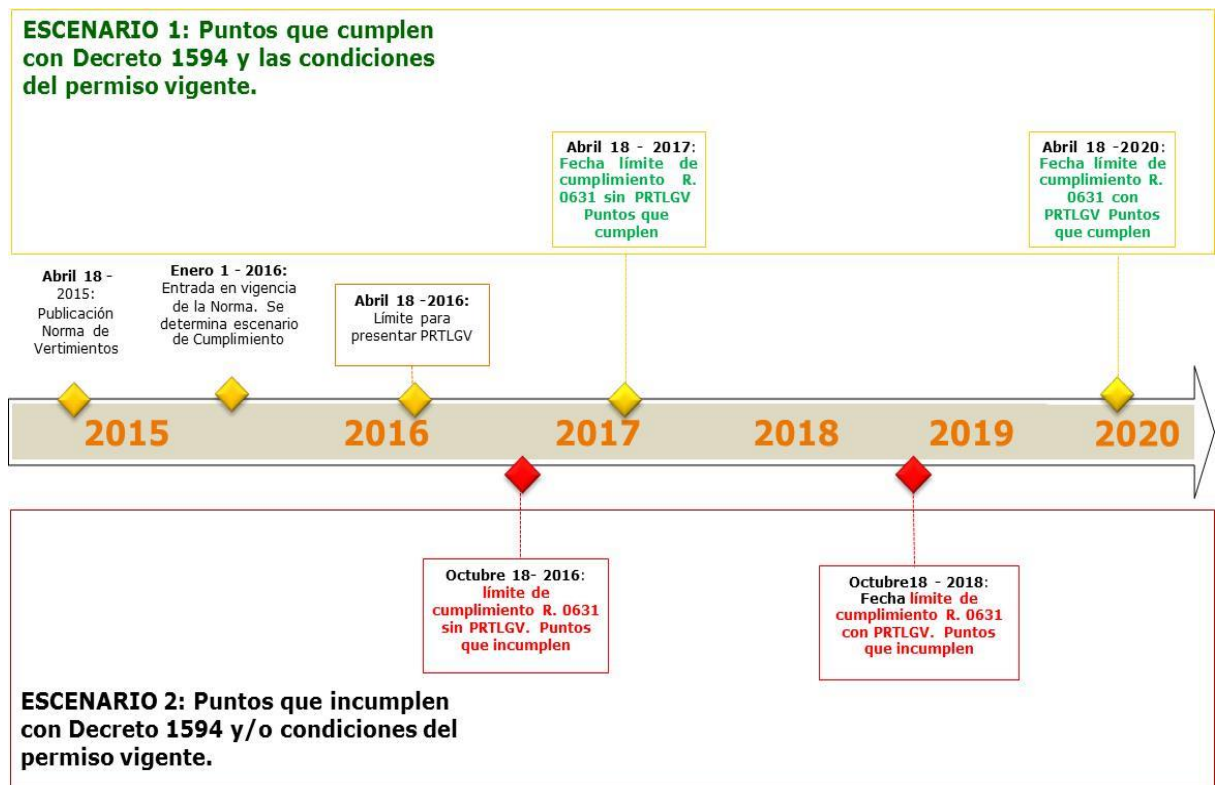 ESCENARIO 1: Puntos que cumplen
con Decreto 1594 y las condiciones
del permiso vigente.
Abril 18 - 2017:
Fecha límite de
cumplimiento R.
0631 sin PRTLGV
Puntos que
cumplen
Abril 18 -2020:
Fecha límite de
cumplimiento R.
0631 con
PRTLGV Puntos
que cumplen
Abril 18 -
2015:
Publicación
Norma de
Vertimientos
Enero 1 - 2016:
Entrada en vigencia
de la Norma. Se
determina escenario
de Cumplimiento
Abril 18 -2016:
Límite para
presentar PRTLGV
2015 2016 2017 2018 2019 2020
Octubre 18- 2016:
límite de
cumplimiento R. 0631
sin PRTLGV. Puntos
que incumplen
Octubre18 - 2018:
Fecha límite de
cumplimiento R. 0631
con PRTLGV. Puntos
que incumplen
ESCENARIO 2: Puntos que incumplen
con Decreto 1594 y/o condiciones del
permiso vigente.